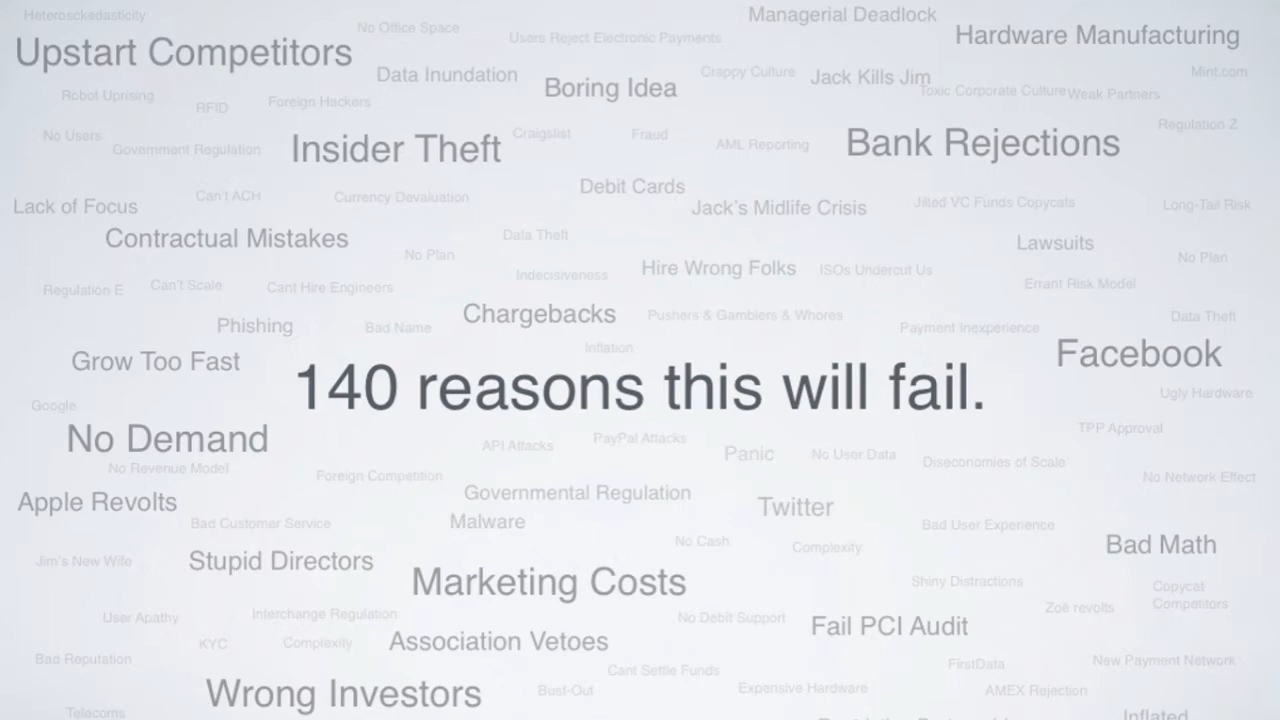 Heterosckedasticity
No Office Space
Managerial Deadlock
Users Reject Electronic Payments
Hardware Manufacturing
Upstart Competitors
Data Inundation
Crappy Culture
Jack Kills Jim
Mint.com
Boring Idea
Toxic Corporate Culture
Weak Partners
Robot Uprising
RFID
Foreign Hackers
Regulation Z
No Users
Craigslist
Fraud
Government Regulation
Insider Theft
AML Reporting
Bank Rejections
Debit Cards
Can't ACH
Currency Devaluation
Lack of Focus
Jack's Midlife Crisis
Jilted VC Funds Copycats
Long-Tail Risk
Contractual Mistakes
Data Theft
Lawsuits
No Plan
No Plan
Indecisiveness
Hire Wrong Folks
ISOs Undercut Us
Regulation E
Can't Scale
Cant Hire Engineers
Errant Risk Model
Chargebacks
Pushers & Gamblers & Whores
Data Theft
Phishing
Bad Name
Payment Inexperience
Inflation
Grow Too Fast
Facebook
140 reasons this will fail.
Ugly Hardware
Google
No Demand
API Attacks
PayPal Attacks
TPP Approval
Panic
No User Data
Diseconomies of Scale
No Revenue Model
Foreign Competition
No Network Effect
Apple Revolts
Governmental Regulation
Twitter
Bad Customer Service
Malware
Bad User Experience
No Cash
Complexity
Bad Math
Jim's New Wife
Stupid Directors
Marketing Costs
Shiny Distractions
Copycat
Competitors
User Apathy
Interchange Regulation
No Debit Support
Zoë revolts
Fail PCI Audit
KYC
Complexity
Association Vetoes
Bad Reputation
Cant Settle Funds
FirstData
New Payment Network
Wrong Investors
Bust-Out
Expensive Hardware
AMEX Rejection
Telecoms
Inflated